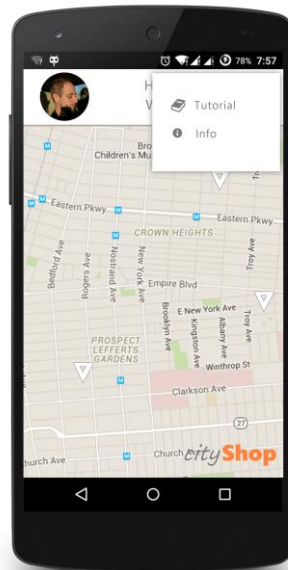 78% 7:57
Tutorial
Info
Children's Mu
Eastern Pkwy
Eastern Pkwy
CROWN HEIGHTS
Bedford Ave
Rogers Ave
Nostrand Ave
New York Ave
Troy Ave
Empire Blvd
E New York Ave
Brooklyn Ave
Kingston Ave
Albany Ave
Troy Ave
Winthrop St
PROSPECT
LEFFERTS
GARDENS
Clarkson Ave
27
hurch Ave
Church Ave
cityShop